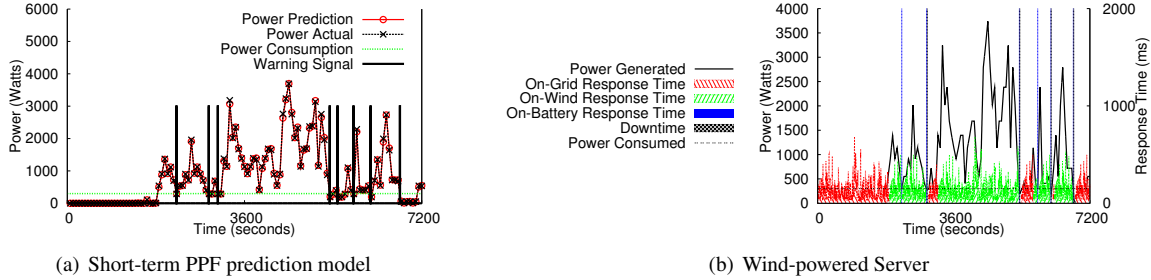 6000
5000
4000
3000
2000
1000
0
Power (Watts)
Power Prediction
Power Actual
Power Consumption
Warning Signal
0
3600
7200
Time (seconds)
(a) Short-term PPF prediction model
Power Generated
On-Grid Response Time
On-Wind Response Time
On-Battery Response Time
Downtime
Power Consumed
4000
3500
3000
2500
2000
1500
1000
500
0
Power (Watts)
2000
1000
0
Response Time (ms)
0
3600
7200
Time (seconds)
(b) Wind-powered Server